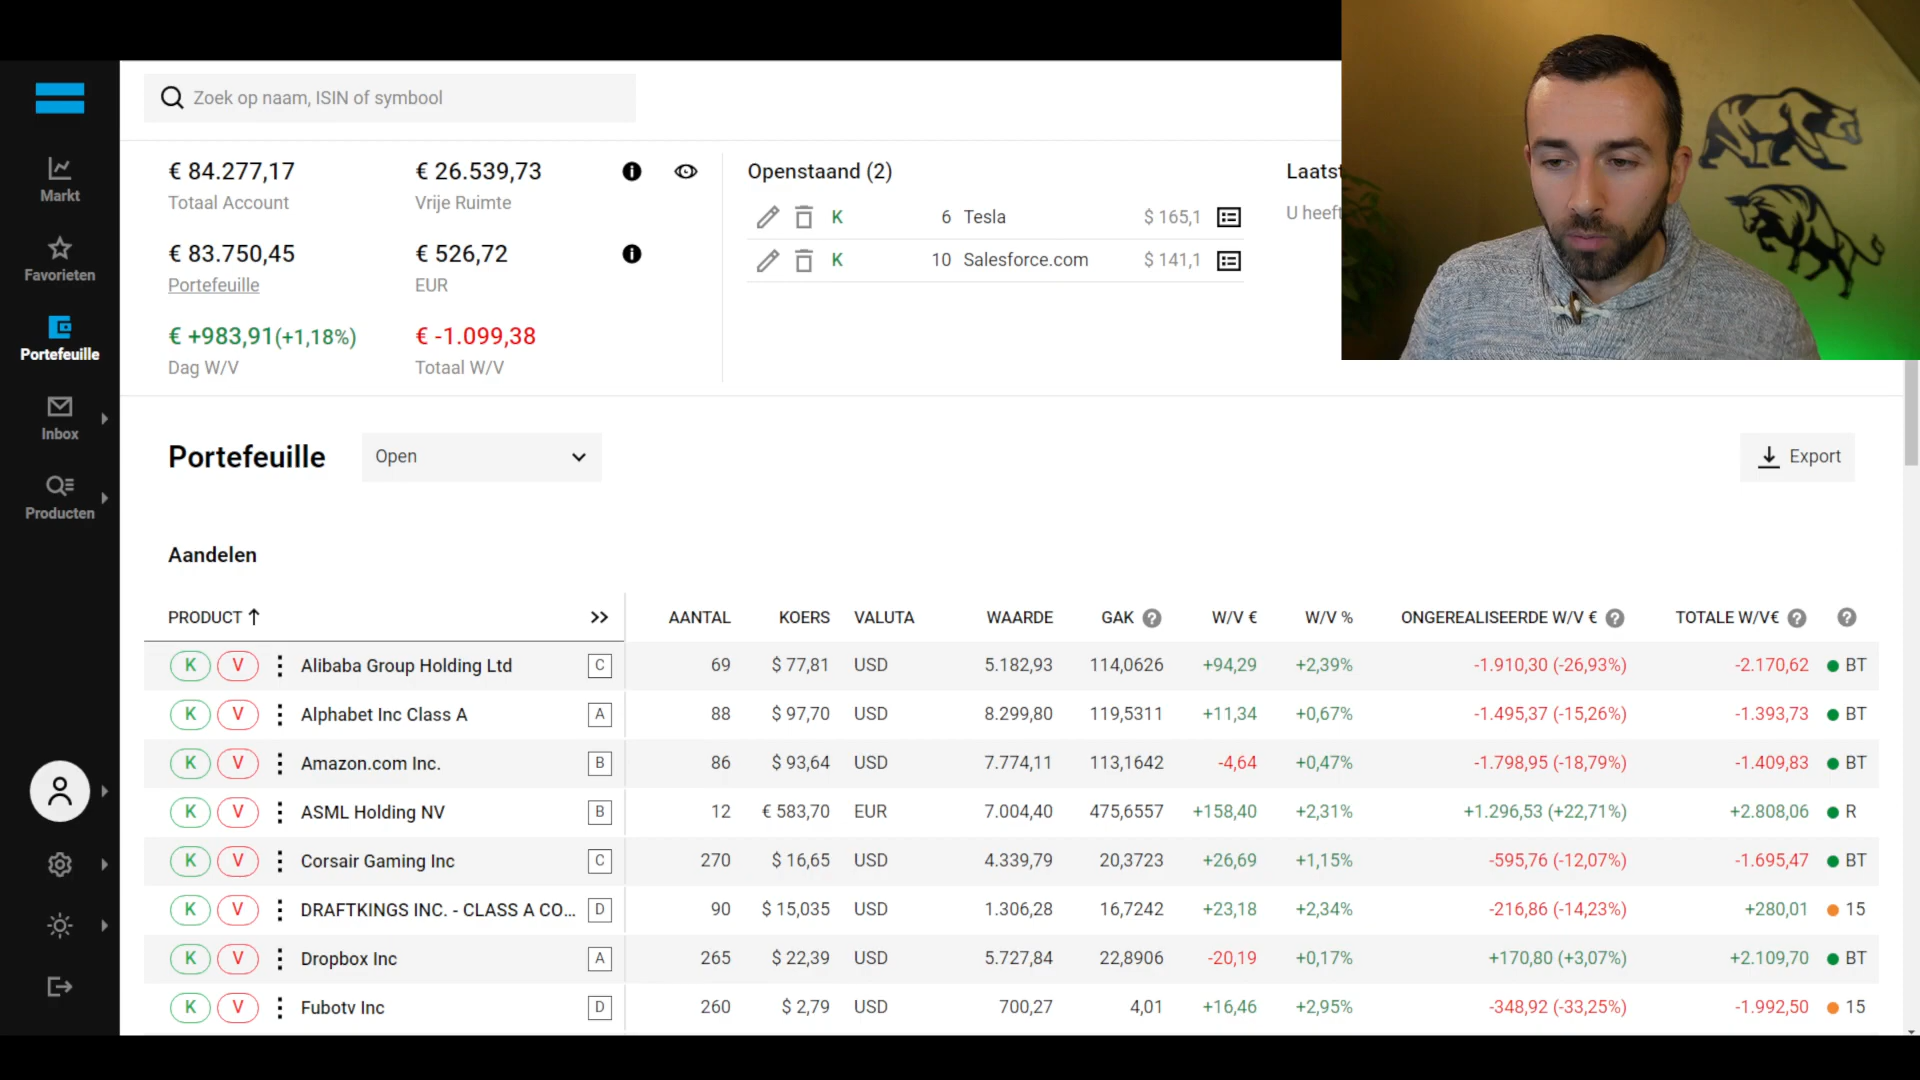 Zoek op naam, ISIN of symbool
Markt
Favorieten
Portefeuille
Inbox
Producten
€ 84.277,17
Totaal Account
€ 26.539,73
Vrije Ruimte
€ 83.750,45
Portefeuille
€ 526,72
EUR
€ +983,91(+1,18%)
Dag W/V
€ -1.099,38
Totaal W/V
Openstaand (2)
K 6 Tesla $ 165,1
K 10 Salesforce.com $ 141,1
Laatst
U heeft
Portefeuille
Open
Export
Aandelen
PRODUCT AANTAL KOERS VALUTA WAARDE GAK ? W/V € W/V % ONGEREALISEERDE W/V € ? TOTALE W/V€ ? ?
K V Alibaba Group Holding Ltd C 69 $ 77,81 USD 5.182,93 114,0626 +94,29 +2,39% -1.910,30 (-26,93%) -2.170,62 BT
K V Alphabet Inc Class A A 88 $ 97,70 USD 8.299,80 119,5311 +11,34 +0,67% -1.495,37 (-15,26%) -1.393,73 BT
K V Amazon.com Inc. B 86 $ 93,64 USD 7.774,11 113,1642 -4,64 +0,47% -1.798,95 (-18,79%) -1.409,83 BT
K V ASML Holding NV B 12 € 583,70 EUR 7.004,40 475,6557 +158,40 +2,31% +1.296,53 (+22,71%) +2.808,06 R
K V Corsair Gaming Inc C 270 $ 16,65 USD 4.339,79 20,3723 +26,69 +1,15% -595,76 (-12,07%) -1.695,47 BT
K V DRAFTKINGS INC. - CLASS A CO... D 90 $ 15,035 USD 1.306,28 16,7242 +23,18 +2,34% -216,86 (-14,23%) +280,01 15
K V Dropbox Inc A 265 $ 22,39 USD 5.727,84 22,8906 -20,19 +0,17% +170,80 (+3,07%) +2.109,70 BT
K V Fubotv Inc D 260 $ 2,79 USD 700,27 4,01 +16,46 +2,95% -348,92 (-33,25%) -1.992,50 15